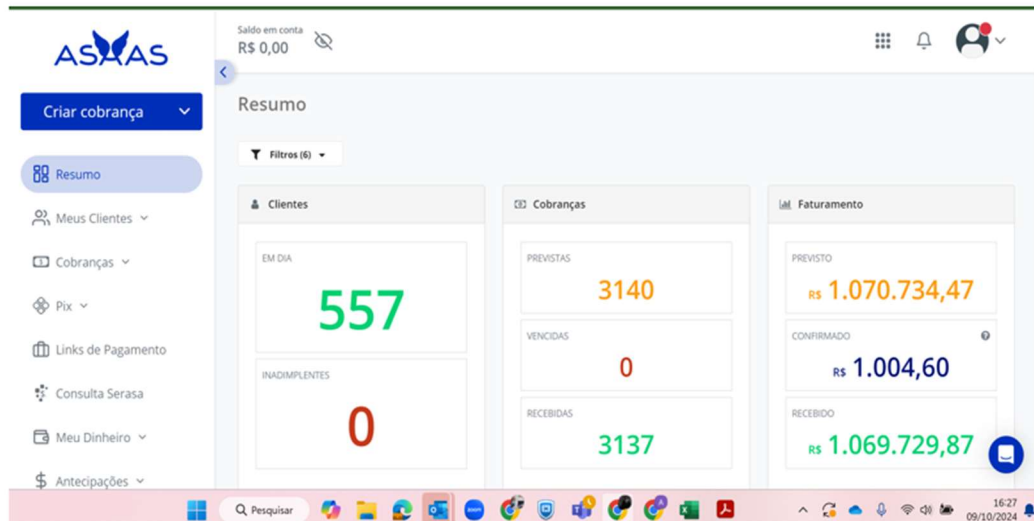 ASAAS
Saldo em conta
R$ 0,00
Criar cobrança
Resumo
Meus Clientes
Cobranças
Pix
Links de Pagamento
Consulta Serasa
Meu Dinheiro
Antecipações
Resumo
Filtros (6)
Clientes
EM DIA
557
INADIMPLENTES
0
Cobranças
PREVISTAS
3140
VENCIDAS
0
RECEBIDAS
3137
Faturamento
PREVISTO
R$ 1.070.734,47
CONFIRMADO
R$ 1.004,60
RECEBIDO
R$ 1.069.729,87
Pesquisar
16:27
09/10/2024